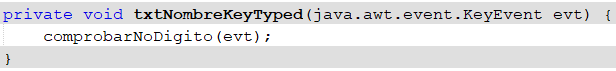 private void txtNombreKeyTyped(java.awt.event.KeyEvent evt) {
    comprobarNoDigito(evt);
}